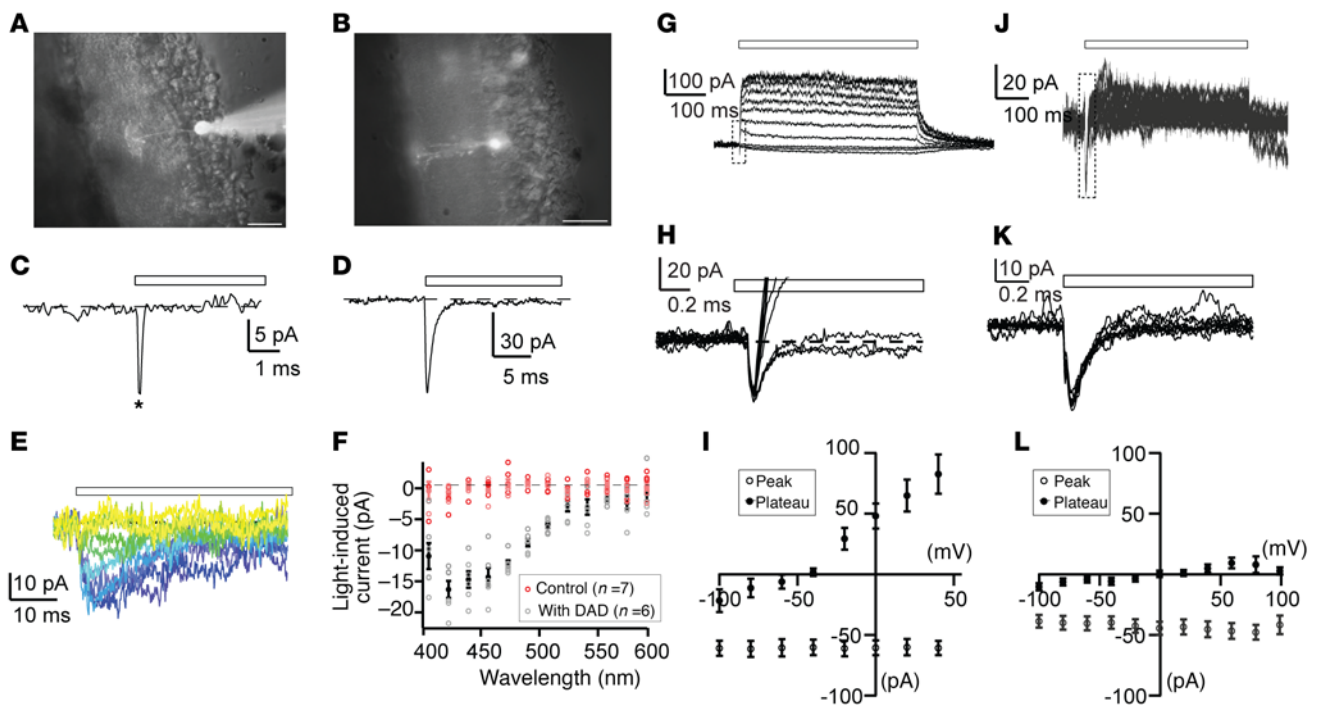 A
B
G
J
100 pA
100 ms
20 pA
100 ms
C
D
H
K
5 pA
1 ms
*
30 pA
5 ms
20 pA
0.2 ms
10 pA
0.2 ms
E
10 pA
10 ms
F
Light-induced
current (pA)
0
−5
−10
−15
−20
Control (n =7)
With DAD (n =6)
400 450 500 550 600
Wavelength (nm)
I
Peak
Plateau
100
50
(mV)
-100 -50 50
-50
-100
(pA)
L
Peak
Plateau
100
50
(mV)
-100 -50 50 100
-50
-100
(pA)